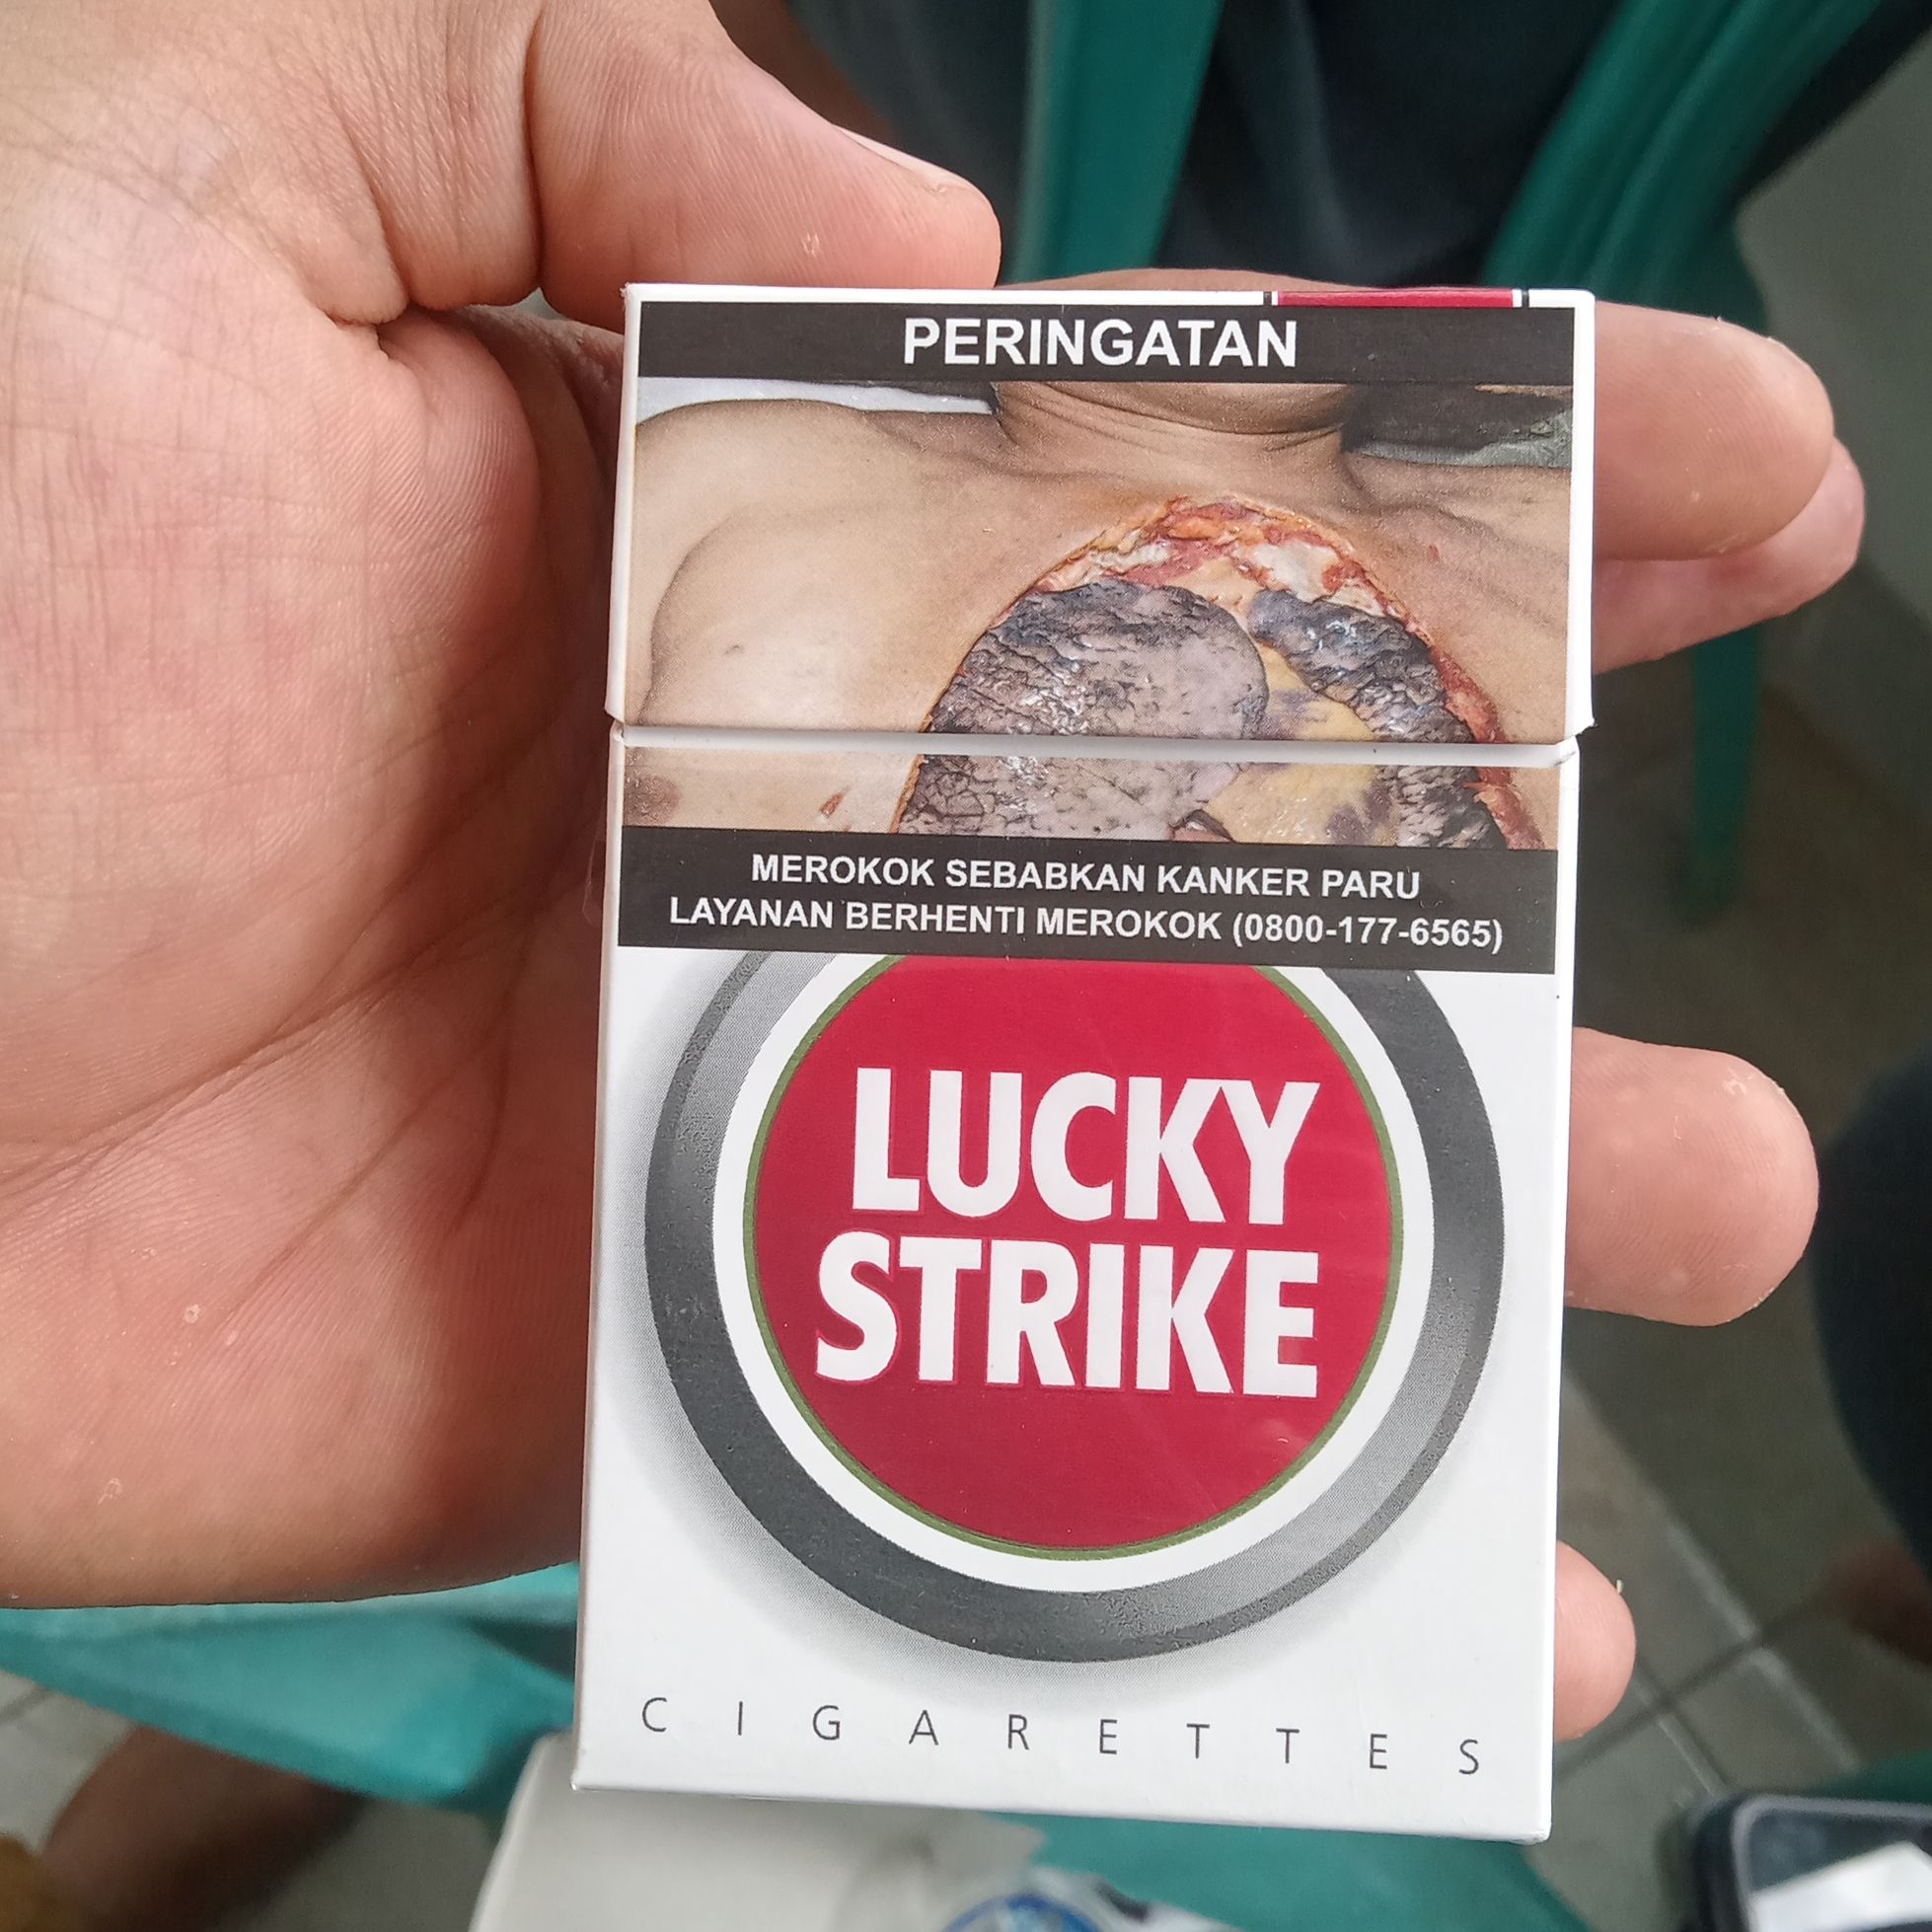 PERINGATAN
MEROKOK SEBABKAN KANKER PARU
LAYANAN BERHENTI MEROKOK (0800-177-6565)
LUCKY
STRIKE
CIGARETTES